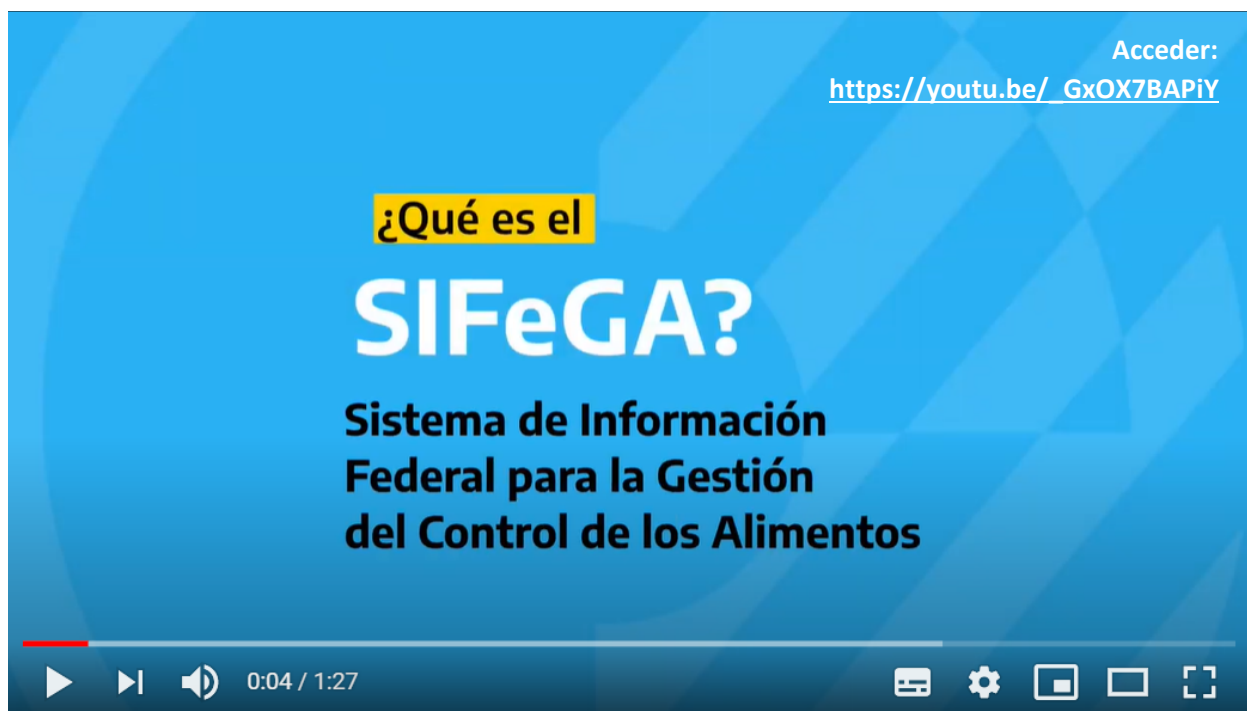 Acceder:
https://youtu.be/_GxOX7BAPiY
¿Qué es el
SIFeGA?
Sistema de Información
Federal para la Gestión
del Control de los Alimentos
0:04 / 1:27